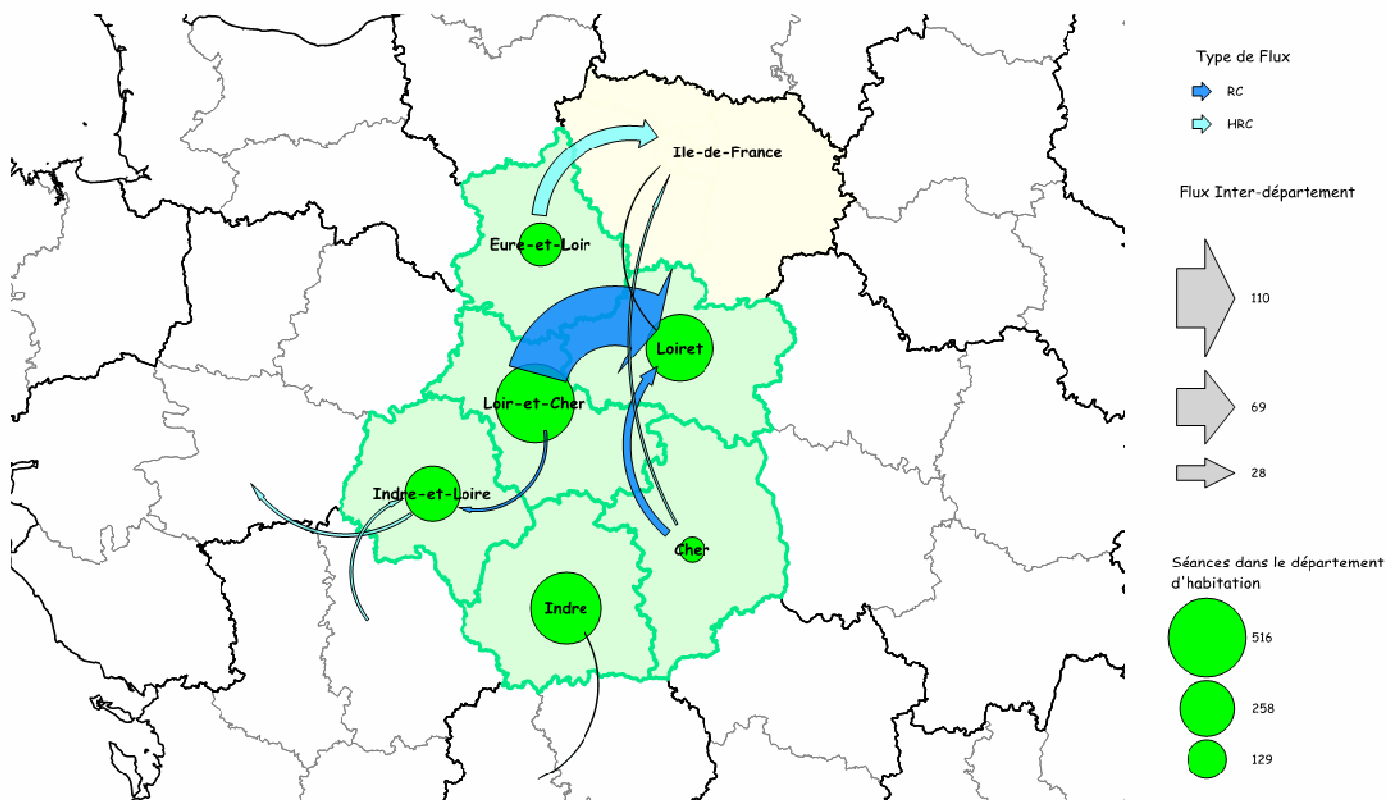 Ile-de-France
Eure-et-Loir
Loiret
Loir-et-Cher
Indre-et-Loire
Cher
Indre
Type de Flux
RC
HRC
Flux Inter-département
110
69
28
Séances dans le département
d'habitation
516
258
129